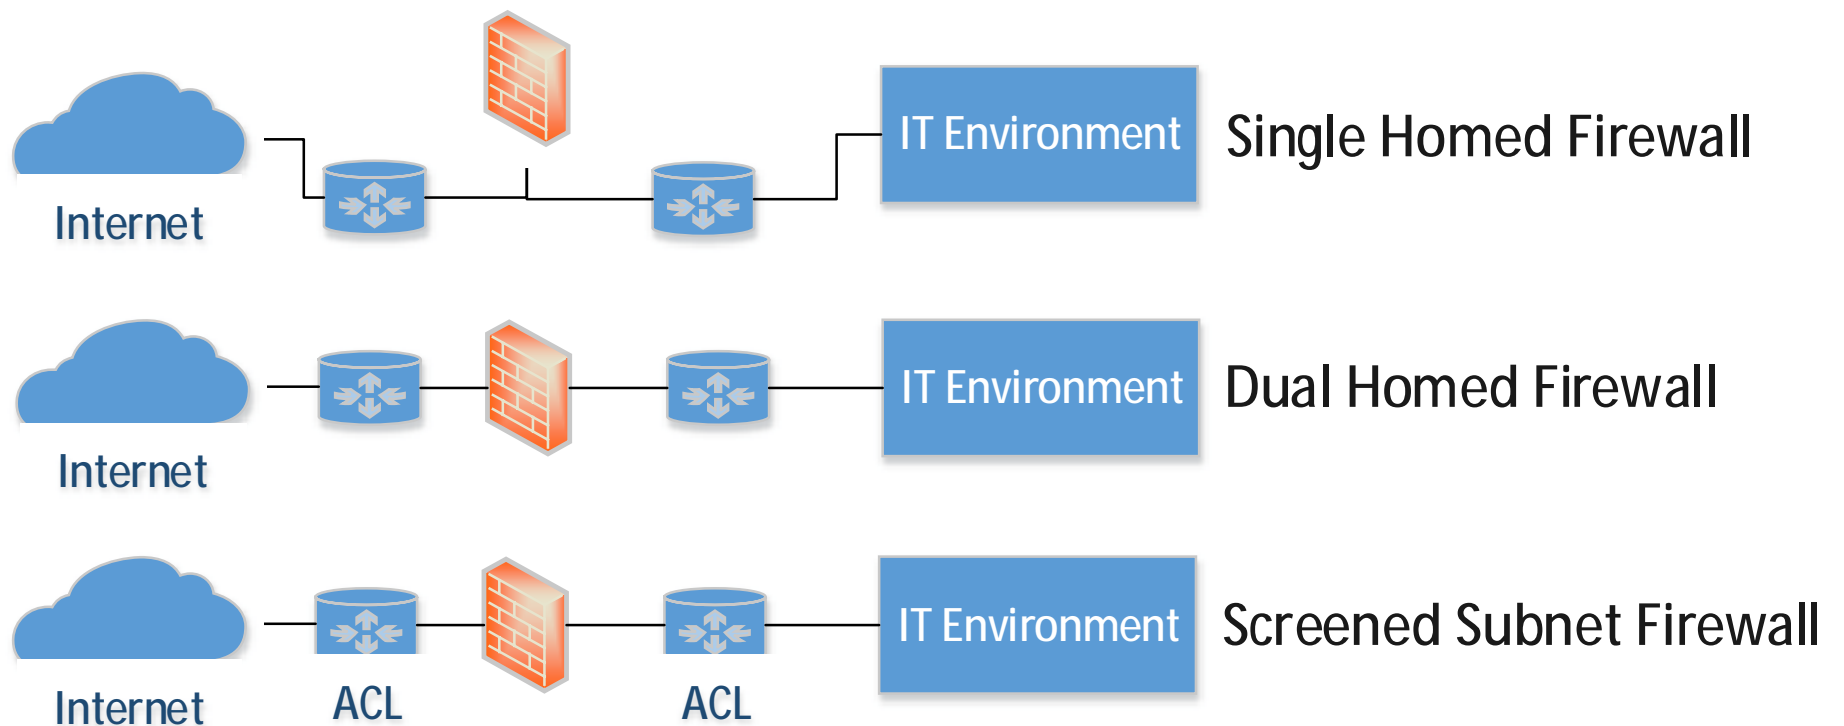 IT Environment
Single Homed Firewall
Internet
IT Environment
Dual Homed Firewall
Internet
IT Environment
Screened Subnet Firewall
Internet
ACL
ACL